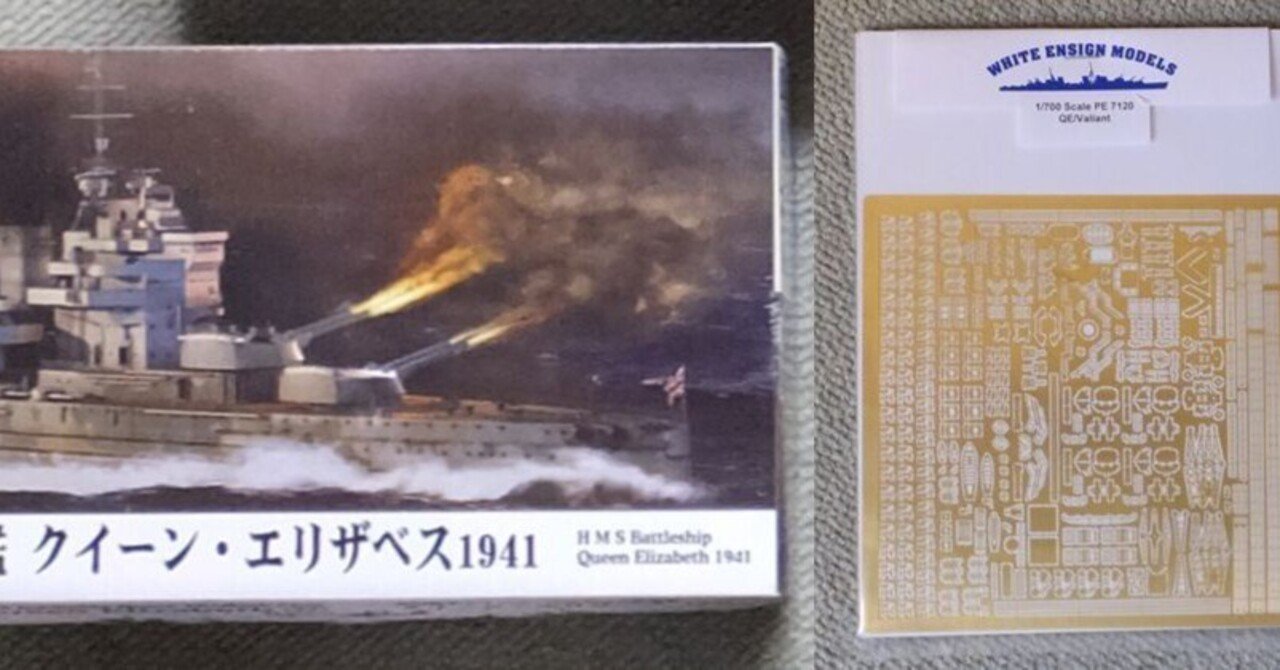 クイーン・エリザベス1941
H M S Battleship
Queen Elizabeth 1941
WHITE ENSIGN MODELS
1/700 Scale PE 7120
QE/Valiant